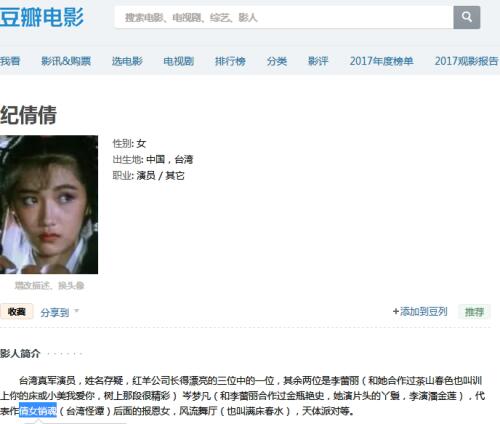 豆瓣电影
搜索电影、电视剧、综艺、影人
我看 影讯&购票 选电影 电视剧 排行榜 分类 影评 2017年度榜单 2017观影报告
纪倩倩
性别: 女
出生地: 中国，台湾
职业: 演员 / 其它
增改描述、换头像
收藏 分享到
+添加到豆列 推荐
影人简介 · · · · · ·
台湾真军演员，姓名存疑，红羊公司长得漂亮的三位中的一位，其余两位是李蕾丽（和她合作过茶山春色也叫训
上你的床或小美我爱你，树上那段很精彩） 岑梦凡（和李蕾丽合作过金瓶艳史，她演片头的丫鬟，李演潘金莲），代
表作倩女销魂（台湾怪谭）后面的报恩女，风流舞厅（也叫满床春水），天体派对等。